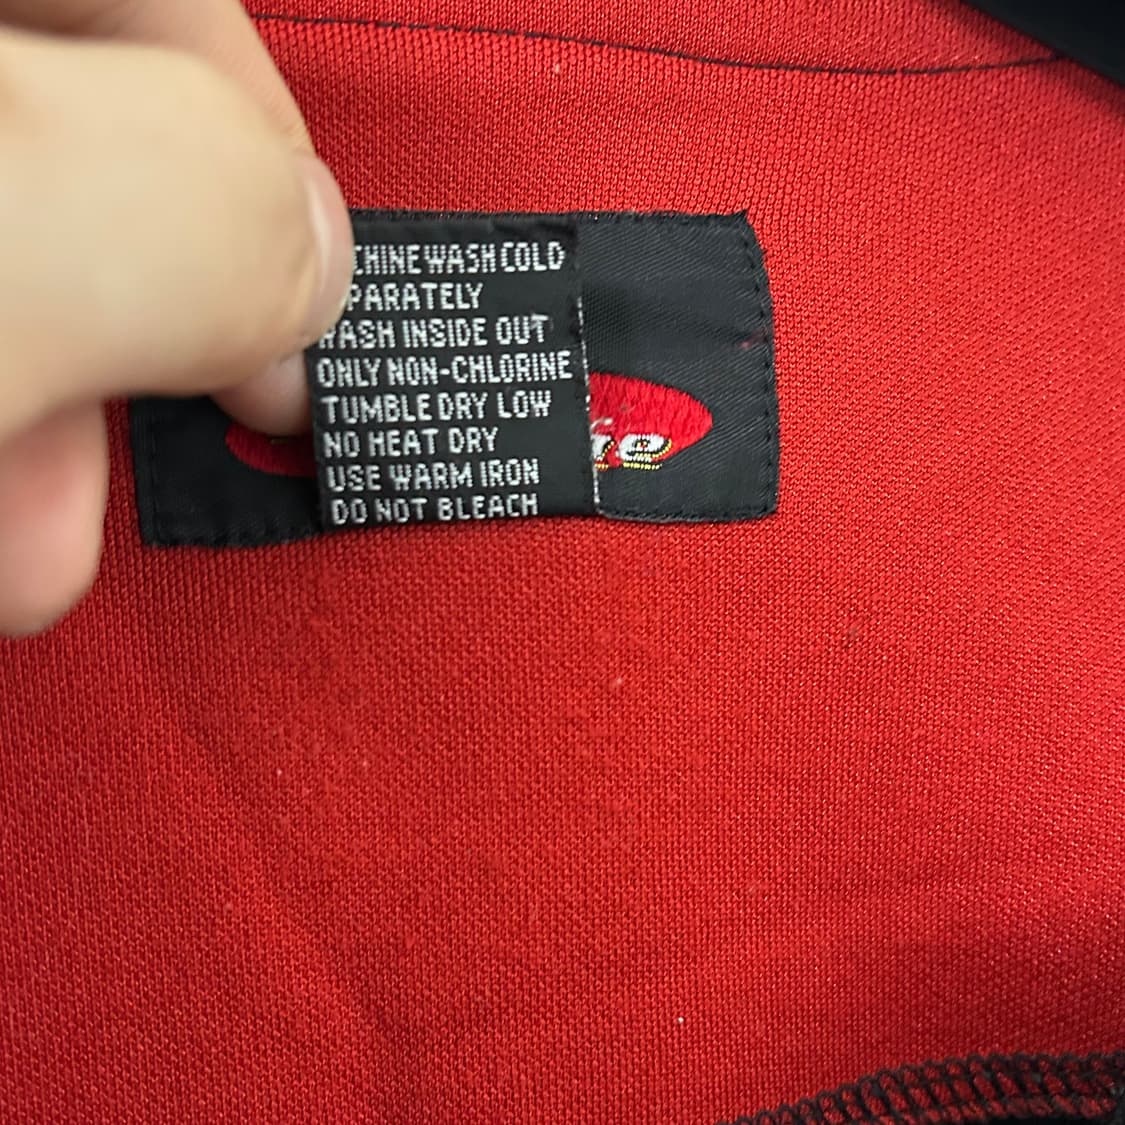 CHINE WASH COLD
PARATELY
WASH INSIDE OUT
ONLY NON-CHLORINE
TUMBLE DRY LOW
NO HEAT DRY
USE WARM IRON
DO NOT BLEACH
ne